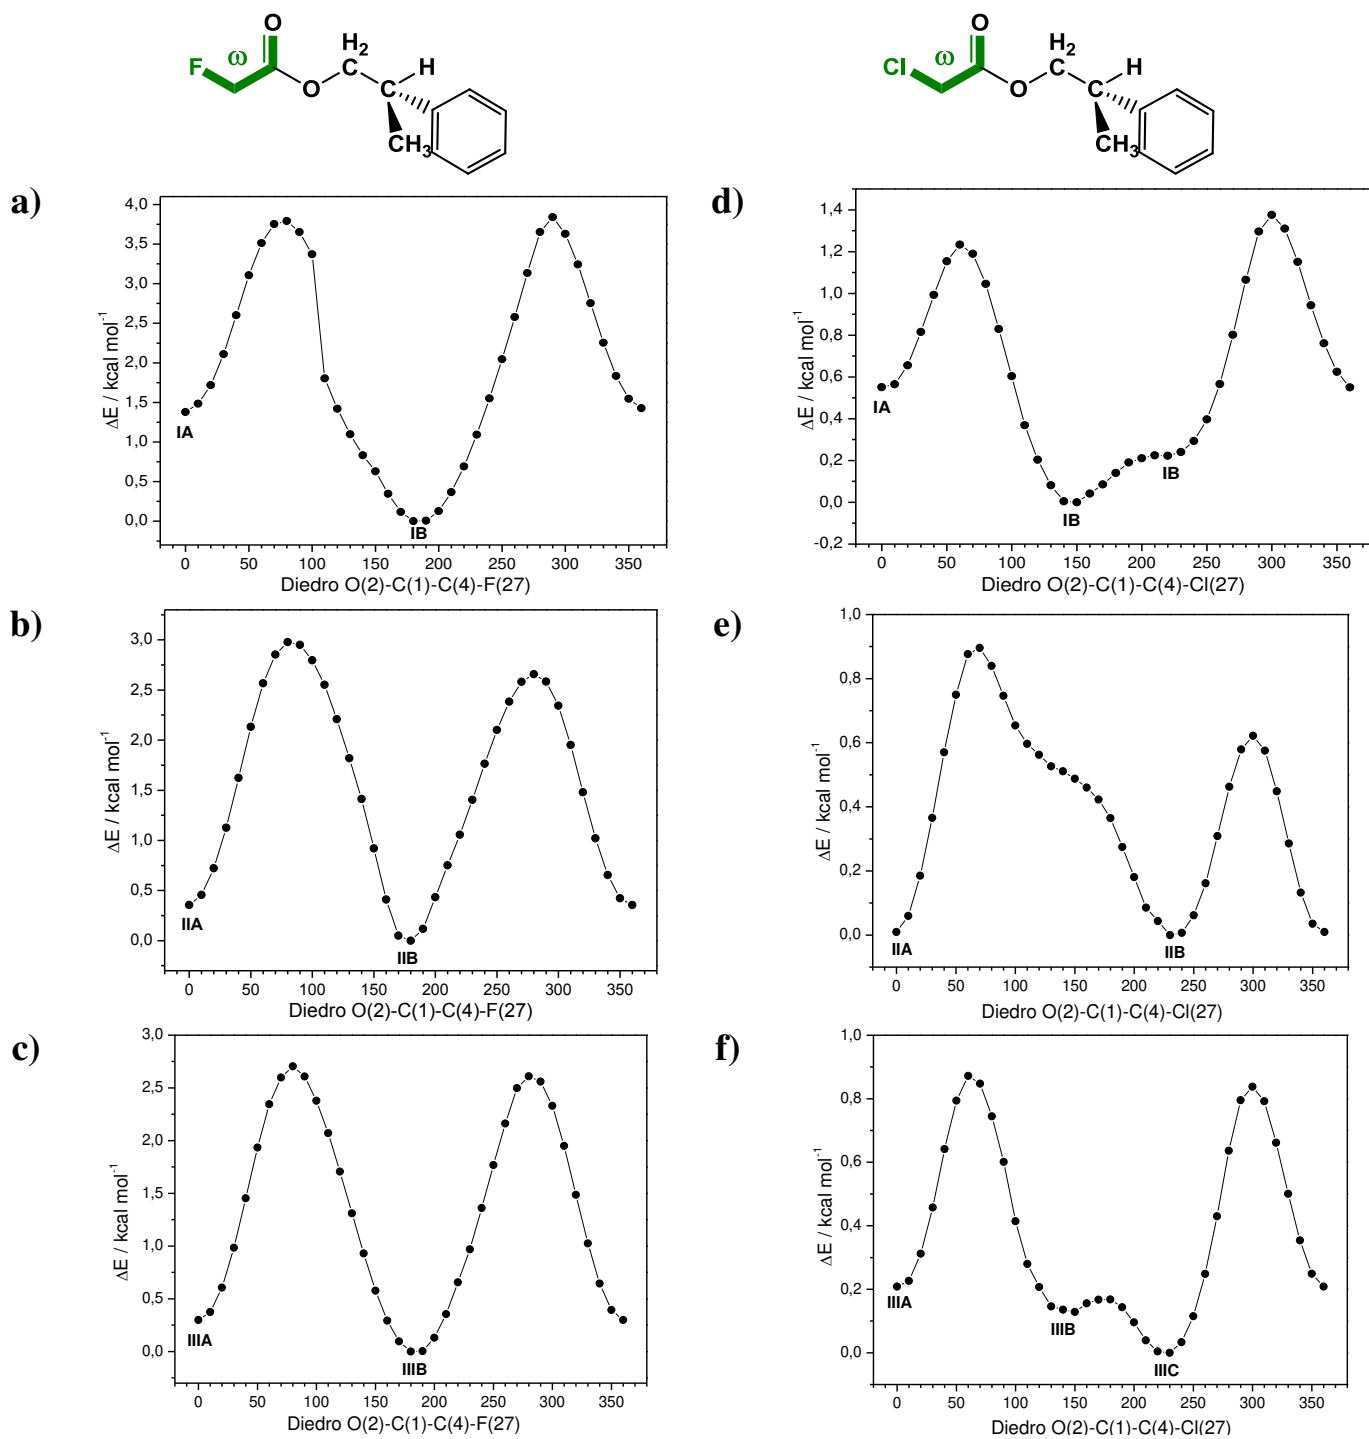 O
H2
F
ω
C
H
O
C
CH3
O
H2
Cl
ω
C
H
O
C
CH3
a)
4,0
3,5
3,0
2,5
2,0
1,5
1,0
0,5
0,0
ΔE / kcal mol-1
IA
IB
0 50 100 150 200 250 300 350
Diedro O(2)-C(1)-C(4)-F(27)
d)
1,4
1,2
1,0
0,8
0,6
0,4
0,2
0,0
-0,2
ΔE / kcal mol-1
IA
IB
IB
0 50 100 150 200 250 300 350
Diedro O(2)-C(1)-C(4)-Cl(27)
b)
3,0
2,5
2,0
1,5
1,0
0,5
0,0
ΔE / kcal mol-1
IIA
IIB
0 50 100 150 200 250 300 350
Diedro O(2)-C(1)-C(4)-F(27)
e)
1,0
0,8
0,6
0,4
0,2
0,0
ΔE / kcal mol-1
IIA
IIB
0 50 100 150 200 250 300 350
Diedro O(2)-C(1)-C(4)-Cl(27)
c)
3,0
2,5
2,0
1,5
1,0
0,5
0,0
ΔE / kcal mol-1
IIIA
IIIB
0 50 100 150 200 250 300 350
Diedro O(2)-C(1)-C(4)-F(27)
f)
1,0
0,8
0,6
0,4
0,2
0,0
ΔE / kcal mol-1
IIIA
IIIB
IIIC
0 50 100 150 200 250 300 350
Diedro O(2)-C(1)-C(4)-Cl(27)